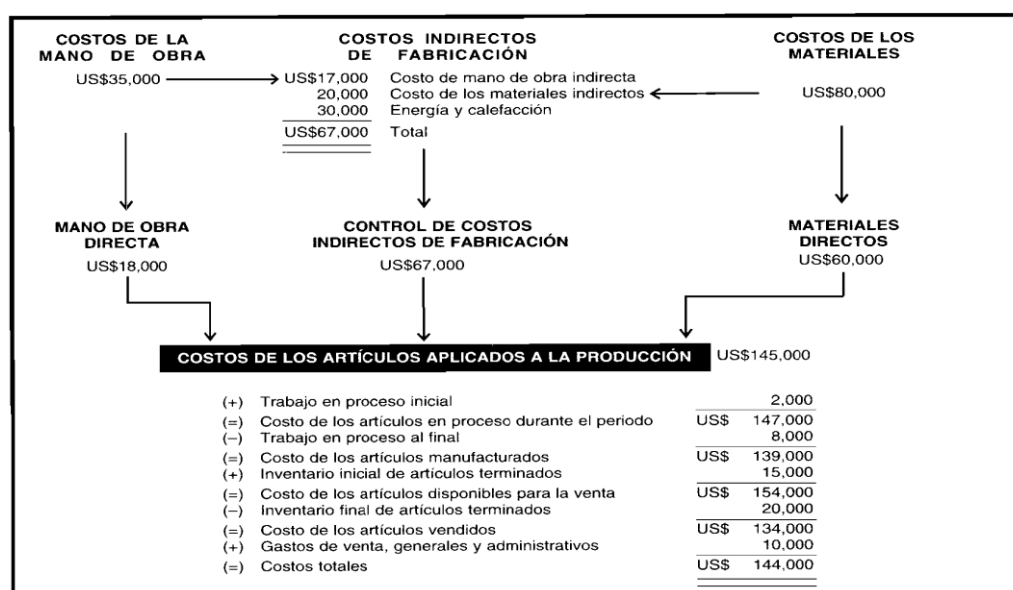 COSTOS DE LA
MANO DE OBRA
US$35,000
COSTOS INDIRECTOS
DE FABRICACIÓN
US$17,000 Costo de mano de obra indirecta
20,000 Costo de los materiales indirectos
30,000 Energía y calefacción
US$67,000 Total
COSTOS DE LOS
MATERIALES
US$80,000
MANO DE OBRA
DIRECTA
US$18,000
CONTROL DE COSTOS
INDIRECTOS DE FABRICACIÓN
US$67,000
MATERIALES
DIRECTOS
US$60,000
COSTOS DE LOS ARTÍCULOS APLICADOS A LA PRODUCCIÓN US$145,000
(+) Trabajo en proceso inicial 2,000
(=) Costo de los artículos en proceso durante el periodo US$ 147,000
(−) Trabajo en proceso al final 8,000
(=) Costo de los artículos manufacturados US$ 139,000
(+) Inventario inicial de artículos terminados 15,000
(=) Costo de los artículos disponibles para la venta US$ 154,000
(−) Inventario final de artículos terminados 20,000
(=) Costo de los artículos vendidos US$ 134,000
(+) Gastos de venta, generales y administrativos 10,000
(=) Costos totales US$ 144,000